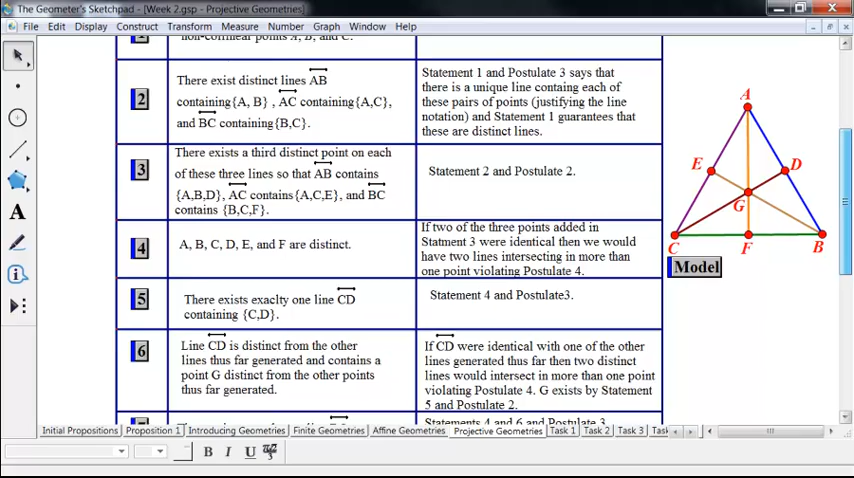 The Geometer's Sketchpad - [Week 2.gsp - Projective Geometries]
File Edit Display Construct Transform Measure Number Graph Window Help
1
non-collinear points A, B, and C.
2
There exist distinct lines AB
containing{A, B} , AC containing{A,C},
and BC containing{B,C}.
Statement 1 and Postulate 3 says that
there is a unique line containg each of
these pairs of points (justifying the line
notation) and Statement 1 guarantees that
these are distinct lines.
3
There exists a third distinct point on each
of these three lines so that AB contains
{A,B,D}, AC contains{A,C,E}, and BC
contains {B,C,F}.
Statement 2 and Postulate 2.
4
A, B, C, D, E, and F are distinct.
If two of the three points added in
Statment 3 were identical then we would
have two lines intersecting in more than
one point violating Postulate 4.
5
There exists exaclty one line CD
containing {C,D}.
Statement 4 and Postulate3.
6
Line CD is distinct from the other
lines thus far generated and contains a
point G distinct from the other points
thus far generated.
If CD were identical with one of the other
lines generated thus far then two distinct
lines would intersect in more than one point
violating Postulate 4. G exists by Statement
5 and Postulate 2.
Statements 4 and 6 and Postulate 3
A
E
D
G
C
F
B
Model
Initial Propositions Proposition 1 Introducing Geometries Finite Geometries Affine Geometries Projective Geometries Task 1 Task 2 Task 3 Task
A
B I U